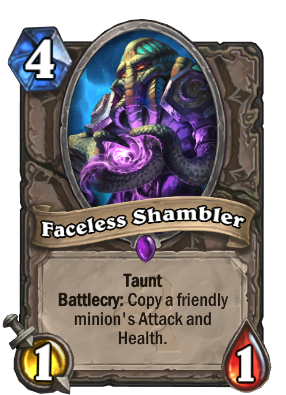 4
Faceless Shambler
Taunt
Battlecry: Copy a friendly
minion's Attack and
Health.
1 1